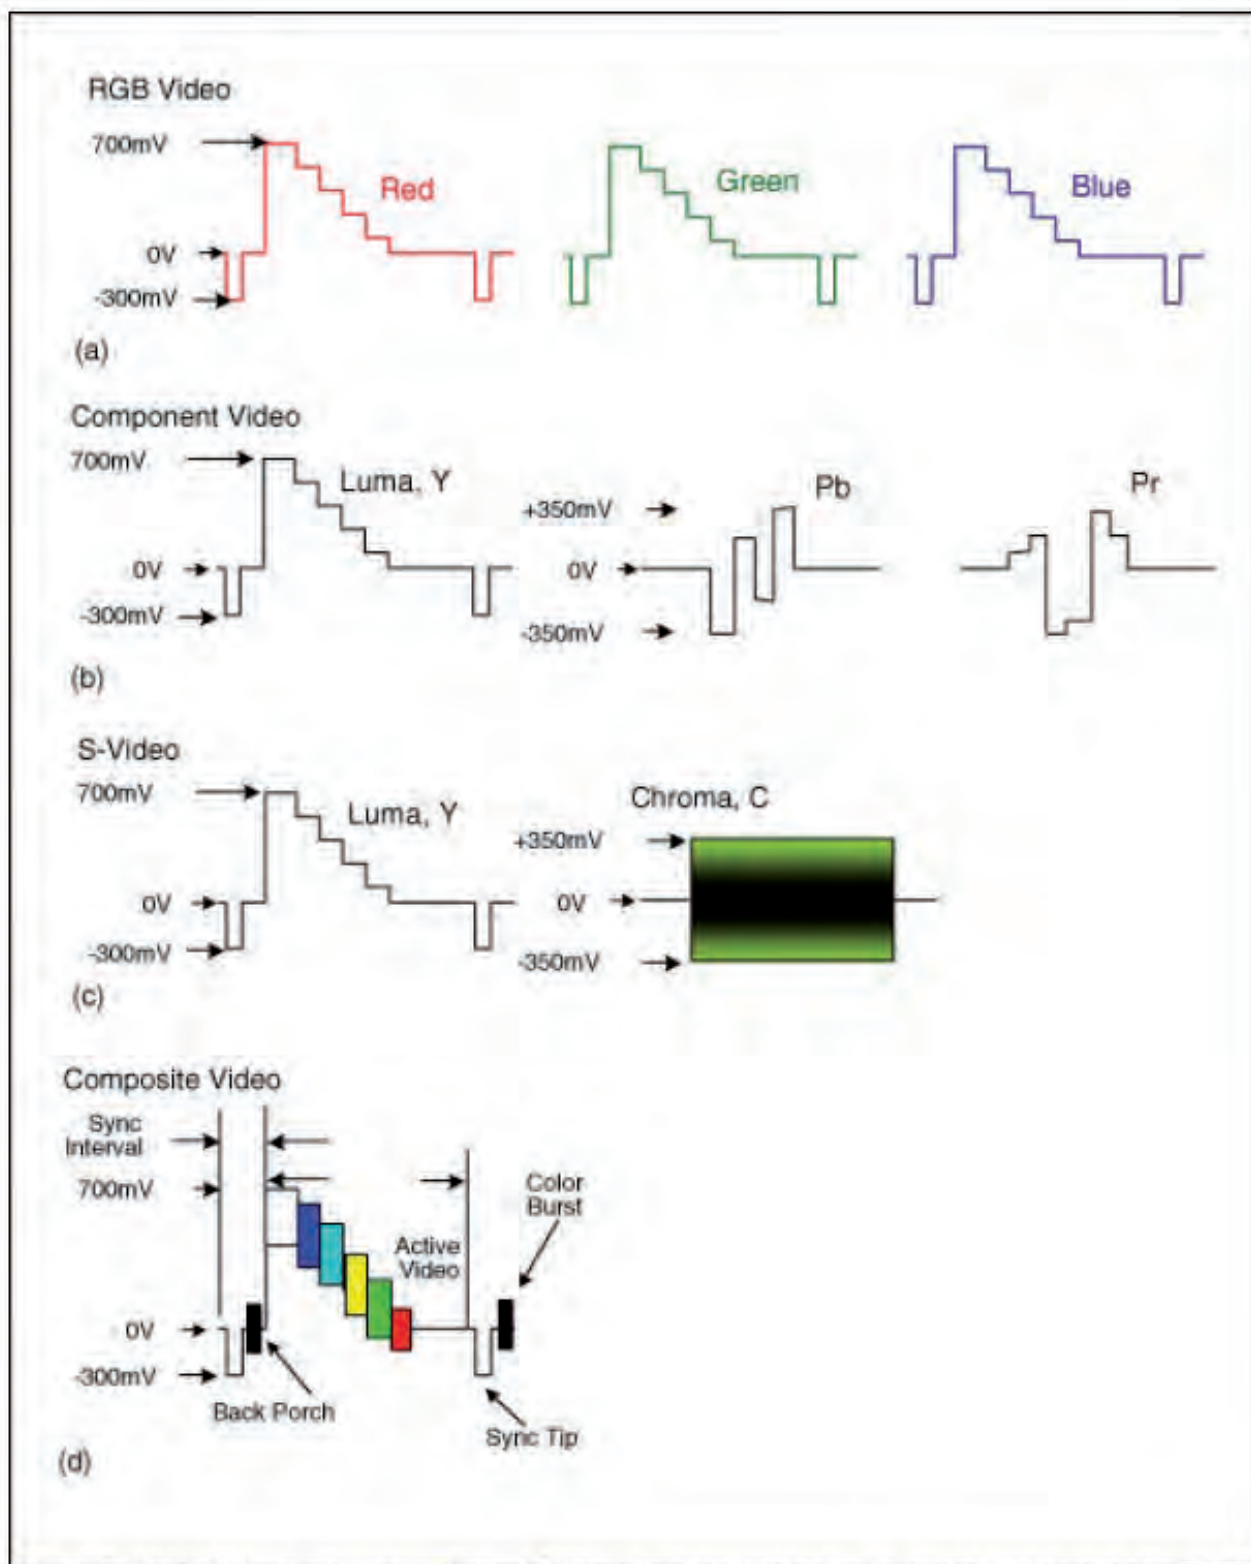 RGB Video
700mV
Red
Green
Blue
0V
-300mV
(a)
Component Video
700mV
Luma, Y
Pb
Pr
+350mV
0V
0V
-300mV
-350mV
(b)
S-Video
700mV
Luma, Y
Chroma, C
+350mV
0V
0V
-300mV
-350mV
(c)
Composite Video
Sync
Interval
700mV
Color
Burst
Active
Video
0V
-300mV
Back Porch
Sync Tip
(d)